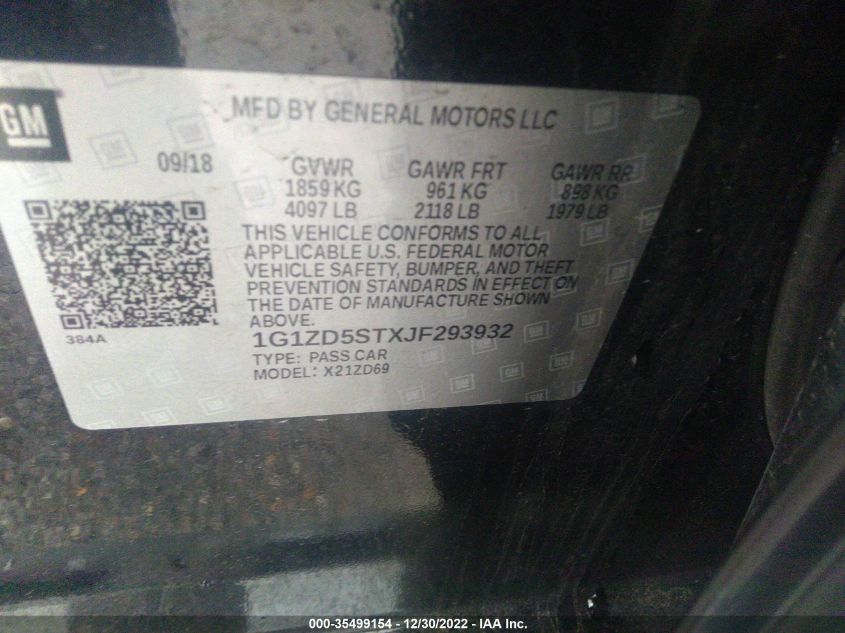 GM
MFD BY GENERAL MOTORS LLC
09/18 GVWR GAWR FRT GAWR RR
1859 KG 961 KG 898 KG
4097 LB 2118 LB 1979 LB
THIS VEHICLE CONFORMS TO ALL
APPLICABLE U.S. FEDERAL MOTOR
VEHICLE SAFETY, BUMPER, AND THEFT
PREVENTION STANDARDS IN EFFECT ON
THE DATE OF MANUFACTURE SHOWN
ABOVE.
384A
1G1ZD5STXJF293932
TYPE: PASS CAR
MODEL: X21ZD69
000-35499154 - 12/30/2022 - IAA Inc.